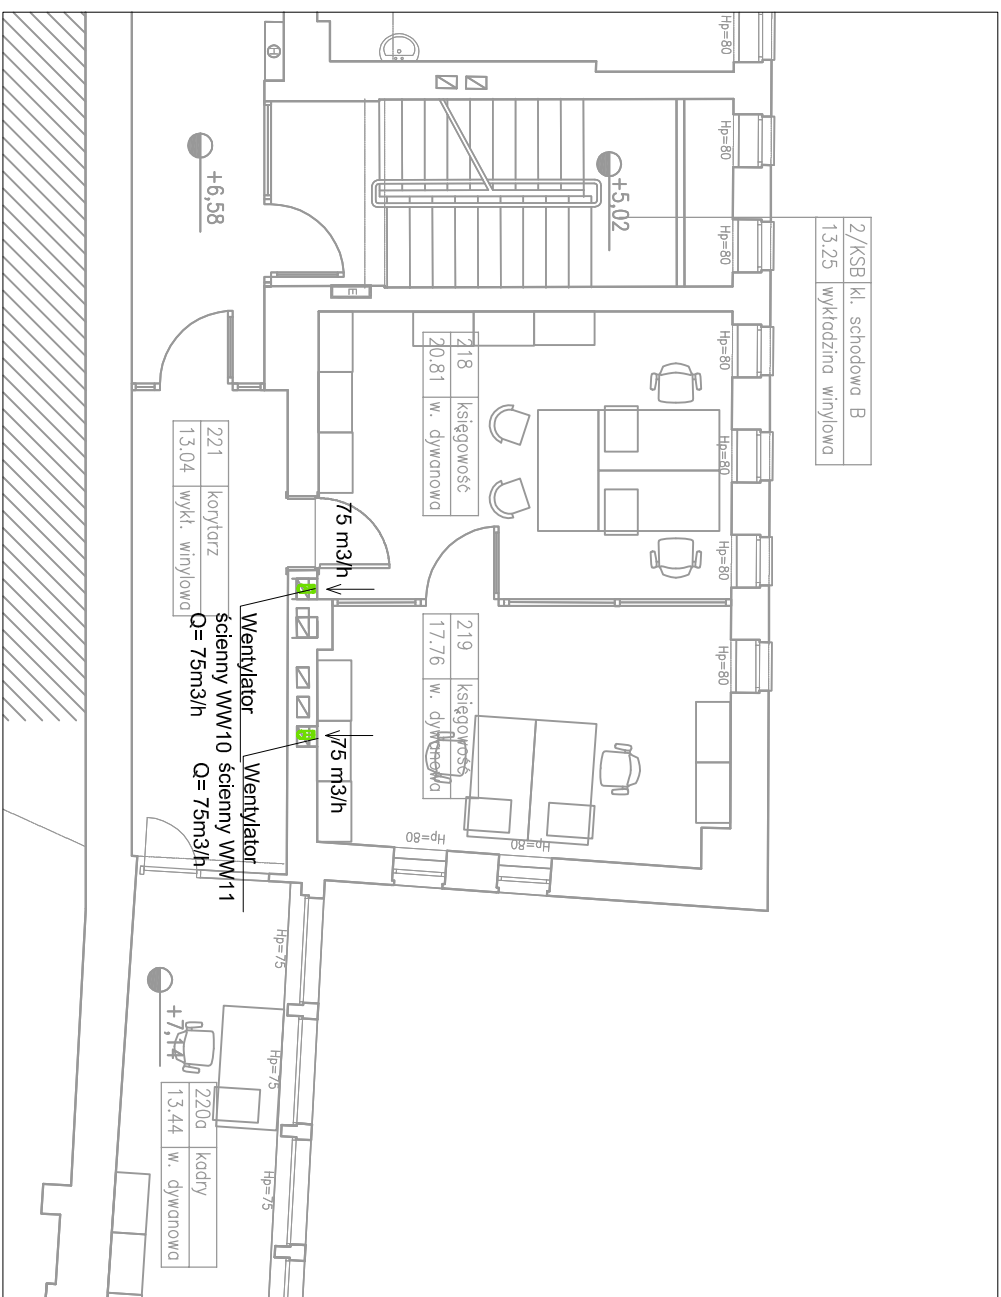 Hp=80
Hp=80
Hp=80
Hp=80
Hp=80
Hp=80
Hp=80
2/KSB kl. schodowa B
13.25 wykładzina winylowa
+5,02
+6,58
E
218 księgowość
20.81 w. dywanowa
221 korytarz
13.04 wykł. winylowa
75 m3/h
219 księgowość
17.76 w. dywanowa
75 m3/h
Wentylator
ścienny WW10
Q= 75m3/h
Wentylator
ścienny WW11
Q= 75m3/h
Hp=80
Hp=80
Hp=75
Hp=75
Hp=75
+7,14
220a kadry
13.44 w. dywanowa